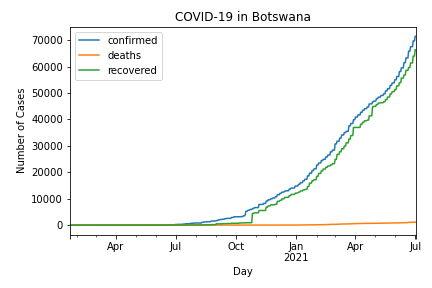 COVID-19 in Botswana
confirmed
deaths
recovered
Number of Cases
70000
60000
50000
40000
30000
20000
10000
0
Apr
Jul
Oct
Jan
2021
Apr
Jul
Day